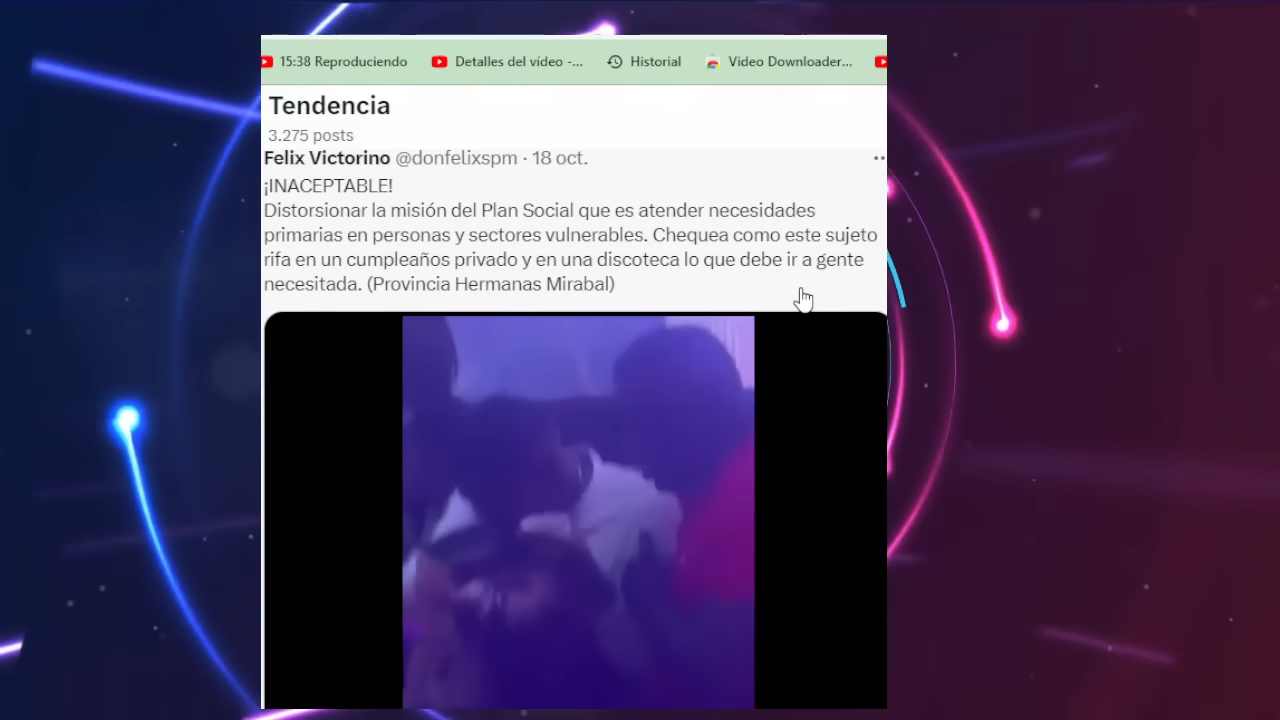 15:38 Reproduciendo Detalles del vídeo -... Historial Video Downloader...
Tendencia
3.275 posts
Felix Victorino @donfelixspm · 18 oct.
¡INACEPTABLE!
Distorsionar la misión del Plan Social que es atender necesidades
primarias en personas y sectores vulnerables. Chequea como este sujeto
rifa en un cumpleaños privado y en una discoteca lo que debe ir a gente
necesitada. (Provincia Hermanas Mirabal)